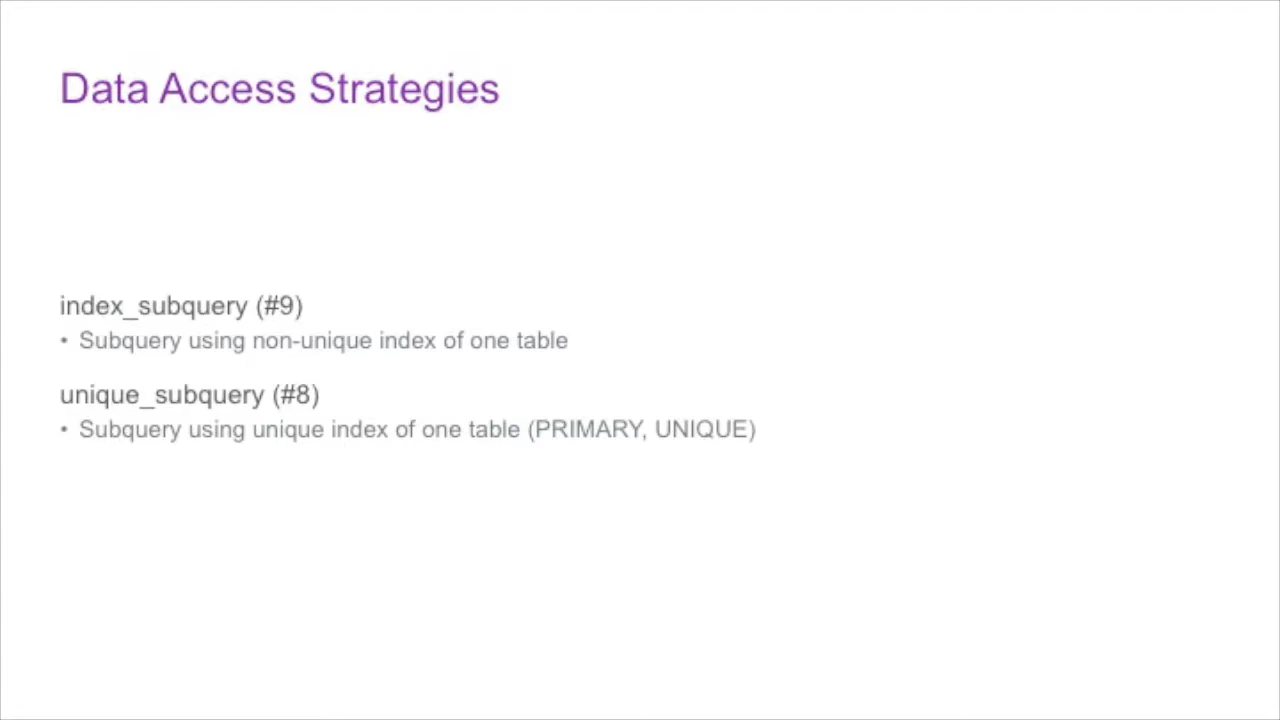 Data Access Strategies
index_subquery (#9)
• Subquery using non-unique index of one table
unique_subquery (#8)
• Subquery using unique index of one table (PRIMARY, UNIQUE)